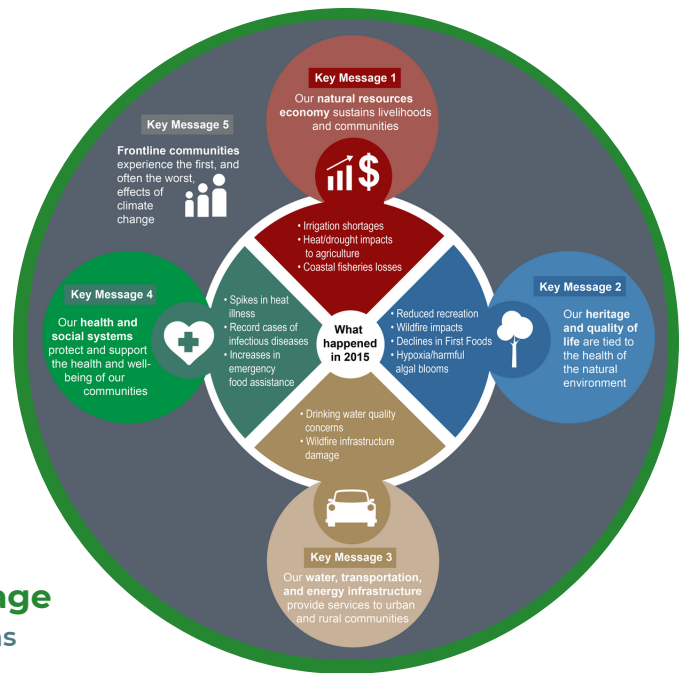 Key Message 1
Our natural resources
economy sustains livelihoods
and communities
Key Message 5
Frontline communities
experience the first, and
often the worst,
effects of
climate
change
$
• Irrigation shortages
• Heat/drought impacts
to agriculture
• Coastal fisheries losses
Key Message 2
Our heritage
and quality of
life are tied to
the health of
the natural
environment
• Reduced recreation
• Wildfire impacts
• Declines in First Foods
• Hypoxia/harmful
algal blooms
Key Message 4
Our health and
social systems
protect and support
the health and well-
being of our
communities
• Spikes in heat
illness
• Record cases of
infectious diseases
• Increases in
emergency
food assistance
What
happened
in 2015
• Drinking water quality
concerns
• Wildfire infrastructure
damage
Key Message 3
Our water, transportation,
and energy infrastructure
provide services to urban
and rural communities